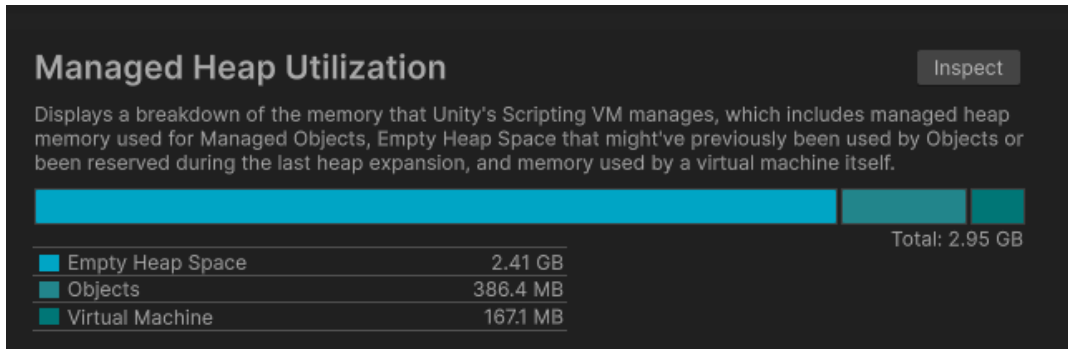 Managed Heap Utilization
Inspect
Displays a breakdown of the memory that Unity's Scripting VM manages, which includes managed heap
memory used for Managed Objects, Empty Heap Space that might've previously been used by Objects or
been reserved during the last heap expansion, and memory used by a virtual machine itself.
Total: 2.95 GB
Empty Heap Space 2.41 GB
Objects 386.4 MB
Virtual Machine 167.1 MB